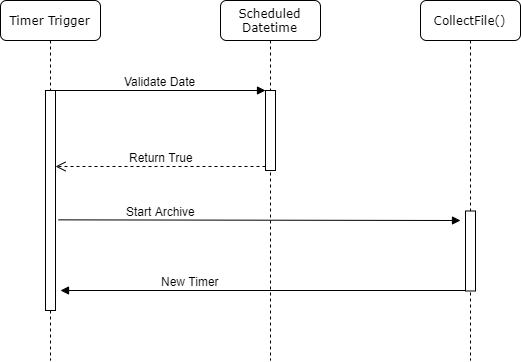 Timer Trigger
Scheduled
Datetime
CollectFile()
Validate Date
Return True
Start Archive
New Timer